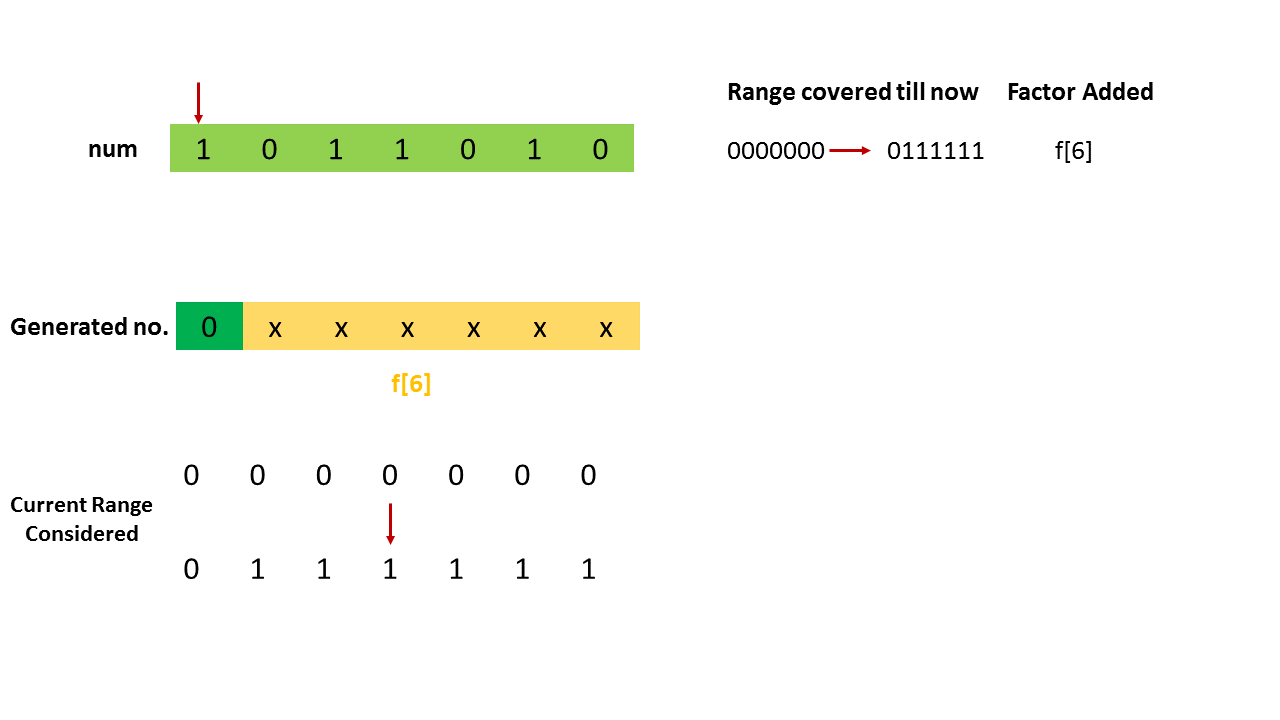 Range covered till now Factor Added
num 1 0 1 1 0 1 0 0000000 0111111 f[6]
Generated no. 0 x x x x x x
f[6]
0 0 0 0 0 0 0
Current Range
Considered
0 1 1 1 1 1 1